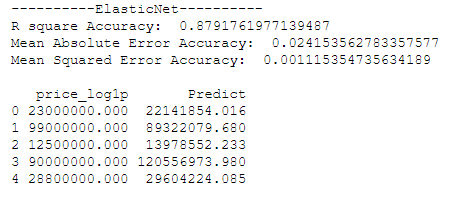 ----------ElasticNet----------
R square Accuracy:  0.8791761977139487
Mean Absolute Error Accuracy:  0.024153562783357577
Mean Squared Error Accuracy:  0.001115354735634189
price_log1p       Predict
0 23000000.000  22141854.016
1 99000000.000  89322079.680
2 12500000.000  13978552.233
3 90000000.000 120556973.980
4 28800000.000  29604224.085